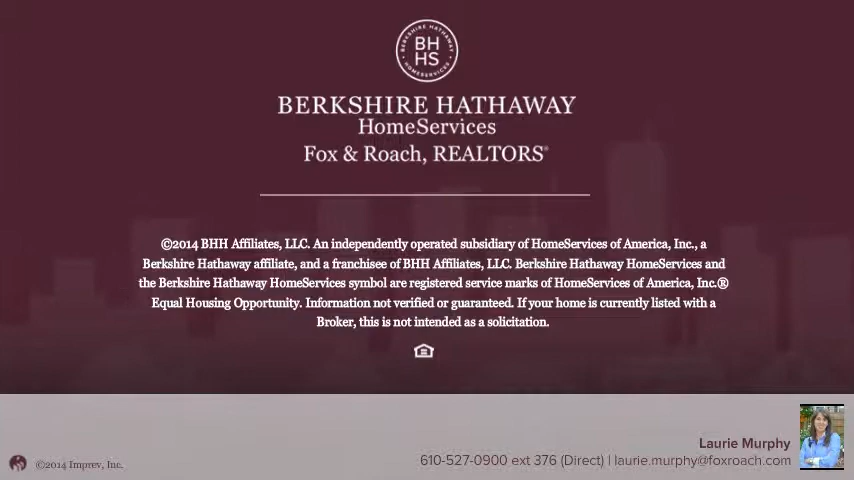 BERKSHIRE HATHAWAY
HOMESERVICES
BH
HS
BERKSHIRE HATHAWAY
HomeServices
Fox & Roach, REALTORS®
©2014 BHH Affiliates, LLC. An independently operated subsidiary of HomeServices of America, Inc., a
Berkshire Hathaway affiliate, and a franchisee of BHH Affiliates, LLC. Berkshire Hathaway HomeServices and
the Berkshire Hathaway HomeServices symbol are registered service marks of HomeServices of America, Inc.®
Equal Housing Opportunity. Information not verified or guaranteed. If your home is currently listed with a
Broker, this is not intended as a solicitation.
Laurie Murphy
610-527-0900 ext 376 (Direct) | laurie.murphy@foxroach.com
©2014 Imprev, Inc.